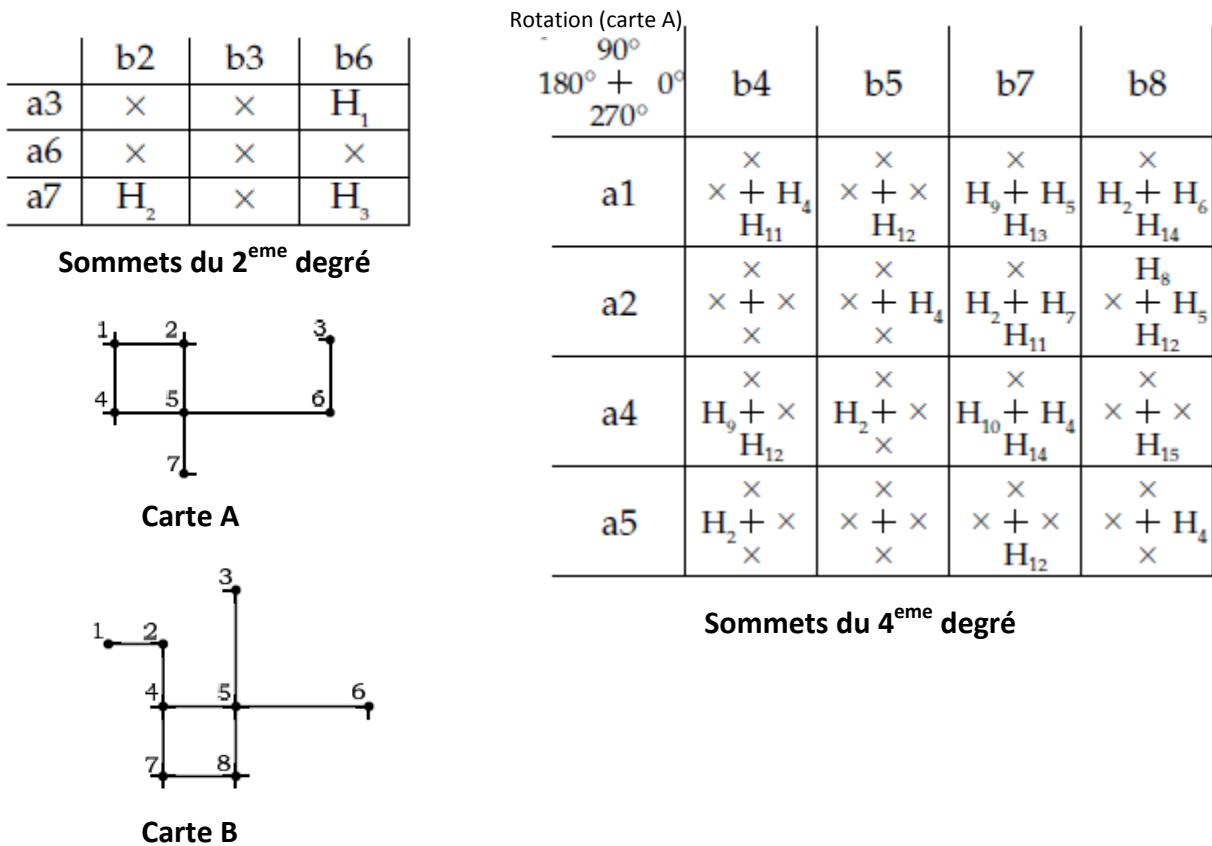 Rotation (carte A)
b2 b3 b6
a3 × × H₁
a6 × × ×
a7 H₂ × H₃
Sommets du 2eme degré
1 2 3
4 5 6
7
Carte A
3
1 2
4 5 6
7 8
Carte B
90°
180° + 0° b4 b5 b7 b8
270°
× × × ×
a1 × + H₄ × + × H₉ + H₅ H₂ + H₆
H₁₁ H₁₂ H₁₃ H₁₄
× × × H₈
a2 × + × × + H₄ H₂ + H₇ × + H₅
× × H₁₁ H₁₂
× × × ×
a4 H₉ + × H₂ + × H₁₀ + H₄ × + ×
H₁₂ × H₁₄ H₁₅
× × × ×
a5 H₂ + × × + × × + × × + H₄
× × H₁₂ ×
Sommets du 4eme degré